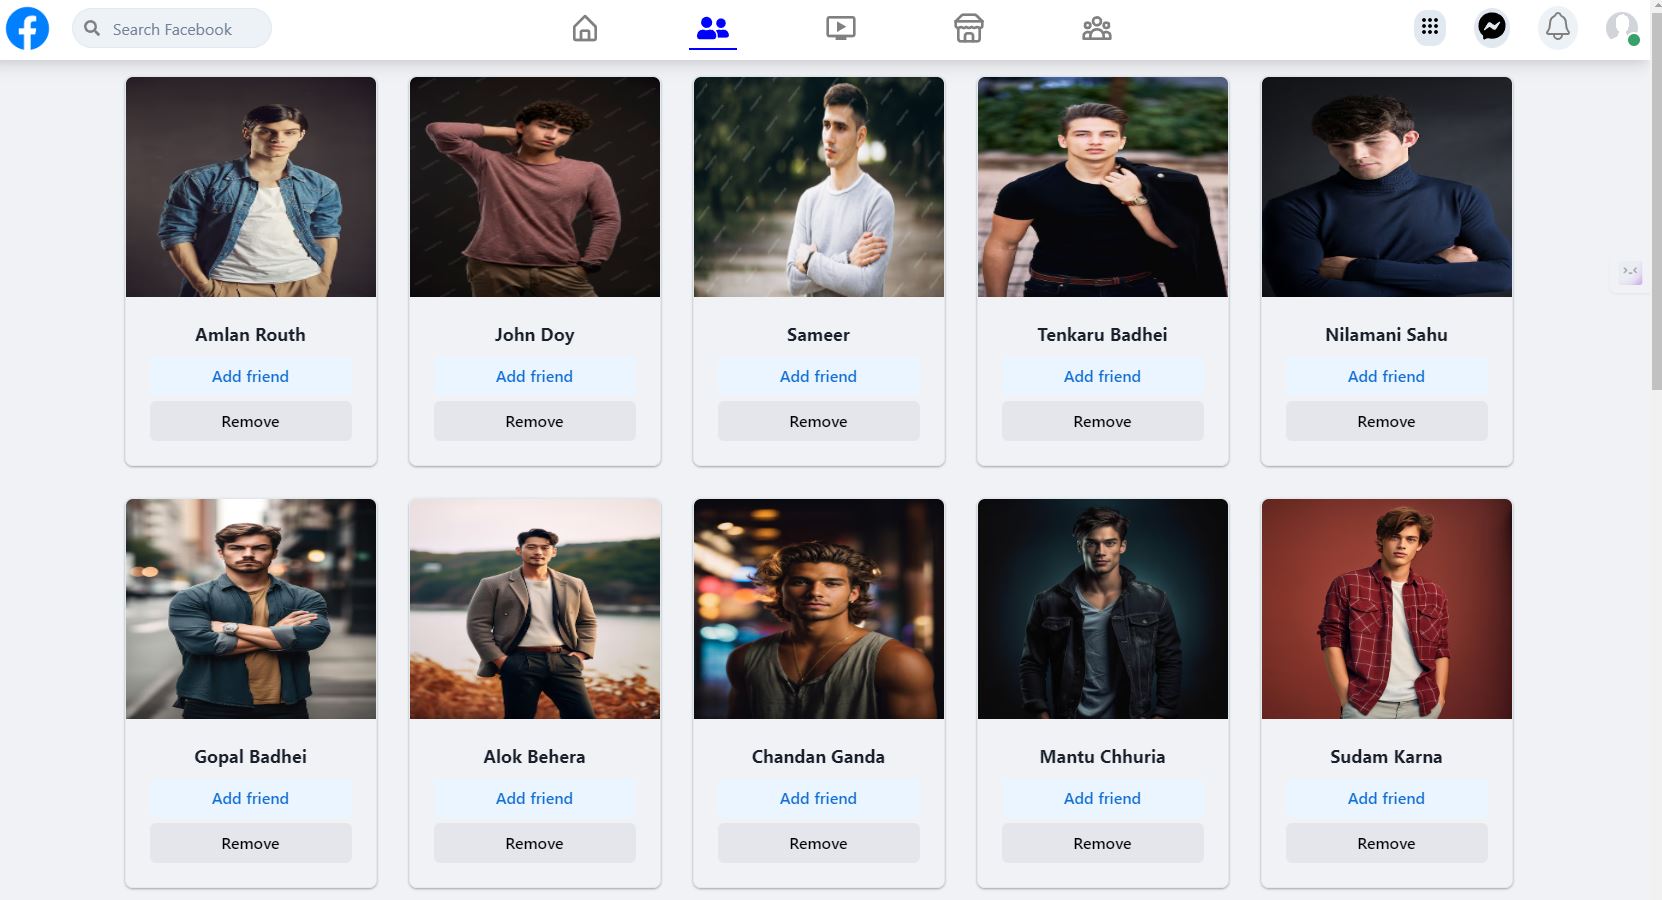 Search Facebook
Amlan Routh
John Doy
Sameer
Tenkaru Badhei
Nilamani Sahu
Add friend
Add friend
Add friend
Add friend
Add friend
Remove
Remove
Remove
Remove
Remove
Gopal Badhei
Alok Behera
Chandan Ganda
Mantu Chhuria
Sudam Karna
Add friend
Add friend
Add friend
Add friend
Add friend
Remove
Remove
Remove
Remove
Remove